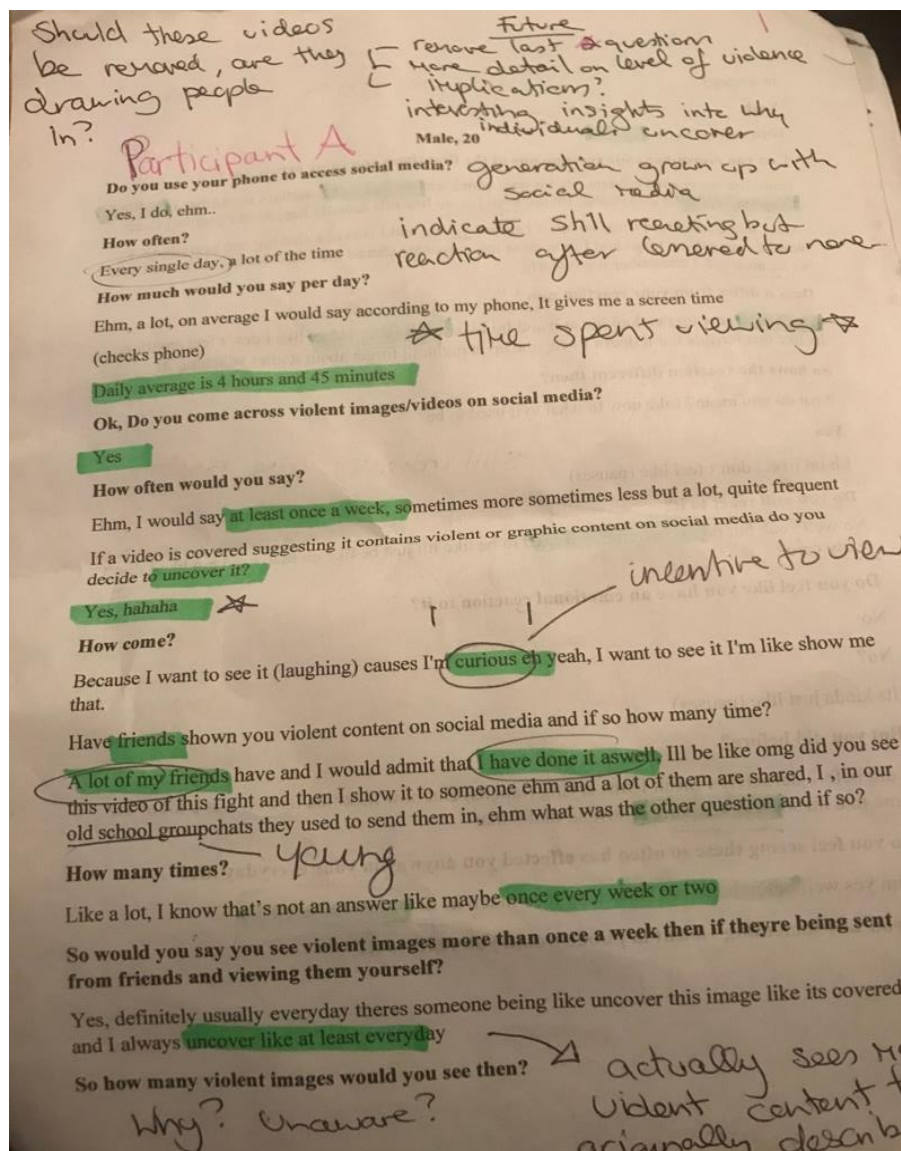 Should these videos
be removed, are they
drawing people
in?
Future
remove last question
More detail on level of violence
implications?
interesting insights into why
individuals uncover
1
Participant A
Male, 20
Do you use your phone to access social media?
generation grown up with
social media
Yes, I do, ehm..
How often?
indicate still reacting but
reaction after
to none
Every single day, a lot of the time
How much would you say per day?
Ehm, a lot, on average I would say according to my phone, It gives me a screen time
(checks phone)
☆ time spent viewing ☆
Daily average is 4 hours and 45 minutes
Ok, Do you come across violent images/videos on social media?
Yes
How often would you say?
Ehm, I would say at least once a week, sometimes more sometimes less but a lot, quite frequent
If a video is covered suggesting it contains violent or graphic content on social media do you
decide to uncover it?
incentive to view
Yes, hahaha ☆
How come?
Because I want to see it (laughing) causes I'm curious eh yeah, I want to see it I'm like show me
that.
Have friends shown you violent content on social media and if so how many time?
A lot of my friends have and I would admit that I have done it aswell, Ill be like omg did you see
this video of this fight and then I show it to someone ehm and a lot of them are shared, I , in our
old school groupchats they used to send them in, ehm what was the other question and if so?
young
How many times?
Like a lot, I know that's not an answer like maybe once every week or two
So would you say you see violent images more than once a week then if theyre being sent
from friends and viewing them yourself?
Yes, definitely usually everyday theres someone being like uncover this image like its covered
and I always uncover like at least everyday
So how many violent images would you see then?
actually sees
violent content
originally
Why? Unaware?